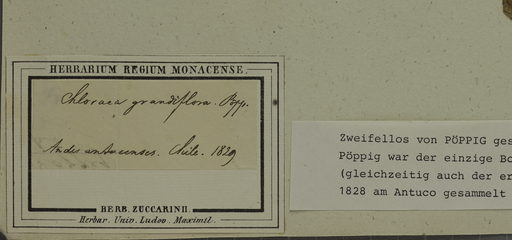 HERBARIUM REGIUM MONACENSE.
Chloraea grandiflora. Pöpp.
Andes antucenses. Chile. 1829
HERB. ZUCCARINII.
Herbar. Univ. Ludov. Maximil.
Zweifellos von PÖPPIG ges
Pöppig war der einzige Bo
(gleichzeitig auch der er
1828 am Antuco gesammelt